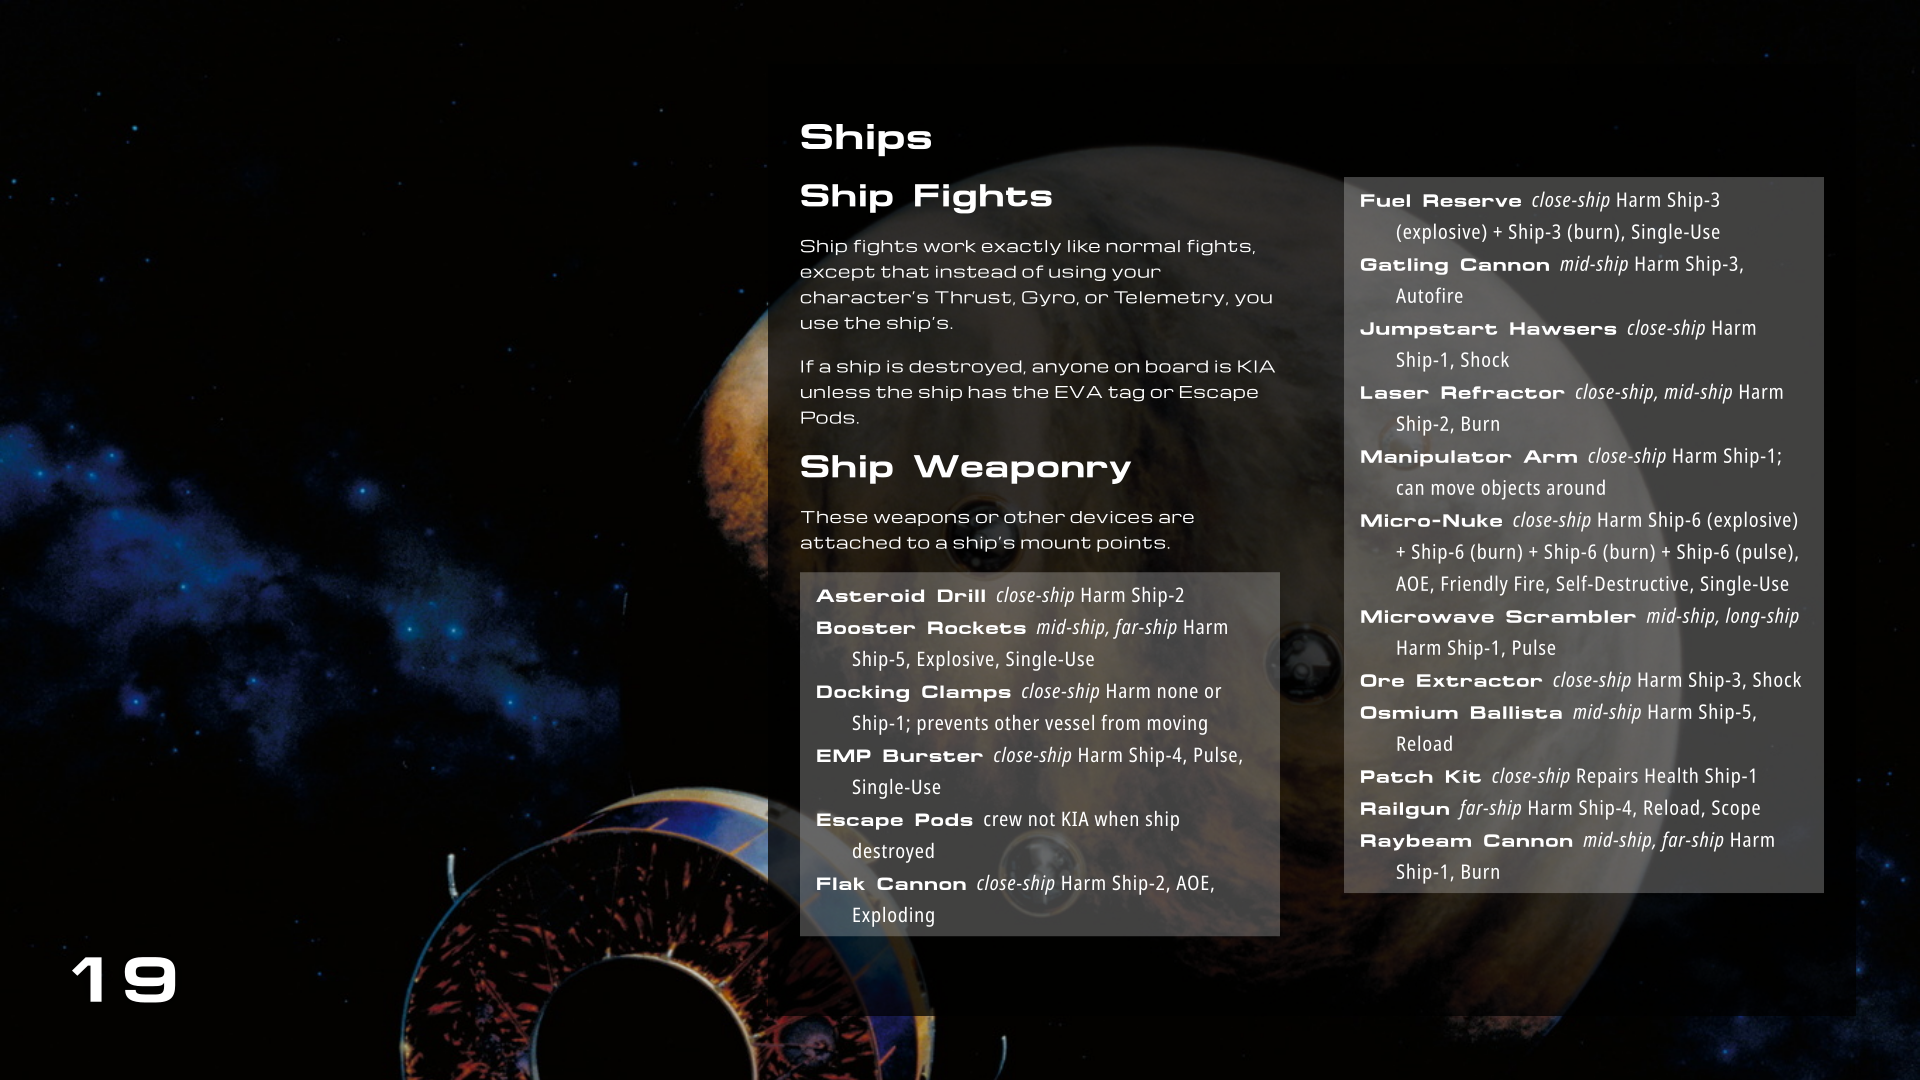 Ships
Ship Fights
Ship fights work exactly like normal fights,
except that instead of using your
character's Thrust, Gyro, or Telemetry, you
use the ship's.
If a ship is destroyed, anyone on board is KIA
unless the ship has the EVA tag or Escape
Pods.
Ship Weaponry
These weapons or other devices are
attached to a ship's mount points.
Asteroid Drill close-ship Harm Ship-2
Booster Rockets mid-ship, far-ship Harm
Ship-5, Explosive, Single-Use
Docking Clamps close-ship Harm none or
Ship-1; prevents other vessel from moving
EMP Burster close-ship Harm Ship-4, Pulse,
Single-Use
Escape Pods crew not KIA when ship
destroyed
Flak Cannon close-ship Harm Ship-2, AOE,
Exploding
Fuel Reserve close-ship Harm Ship-3
(explosive) + Ship-3 (burn), Single-Use
Gatling Cannon mid-ship Harm Ship-3,
Autofire
Jumpstart Hawsers close-ship Harm
Ship-1, Shock
Laser Refractor close-ship, mid-ship Harm
Ship-2, Burn
Manipulator Arm close-ship Harm Ship-1;
can move objects around
Micro-Nuke close-ship Harm Ship-6 (explosive)
+ Ship-6 (burn) + Ship-6 (burn) + Ship-6 (pulse),
AOE, Friendly Fire, Self-Destructive, Single-Use
Microwave Scrambler mid-ship, long-ship
Harm Ship-1, Pulse
Ore Extractor close-ship Harm Ship-3, Shock
Osmium Ballista mid-ship Harm Ship-5,
Reload
Patch Kit close-ship Repairs Health Ship-1
Railgun far-ship Harm Ship-4, Reload, Scope
Raybeam Cannon mid-ship, far-ship Harm
Ship-1, Burn
19